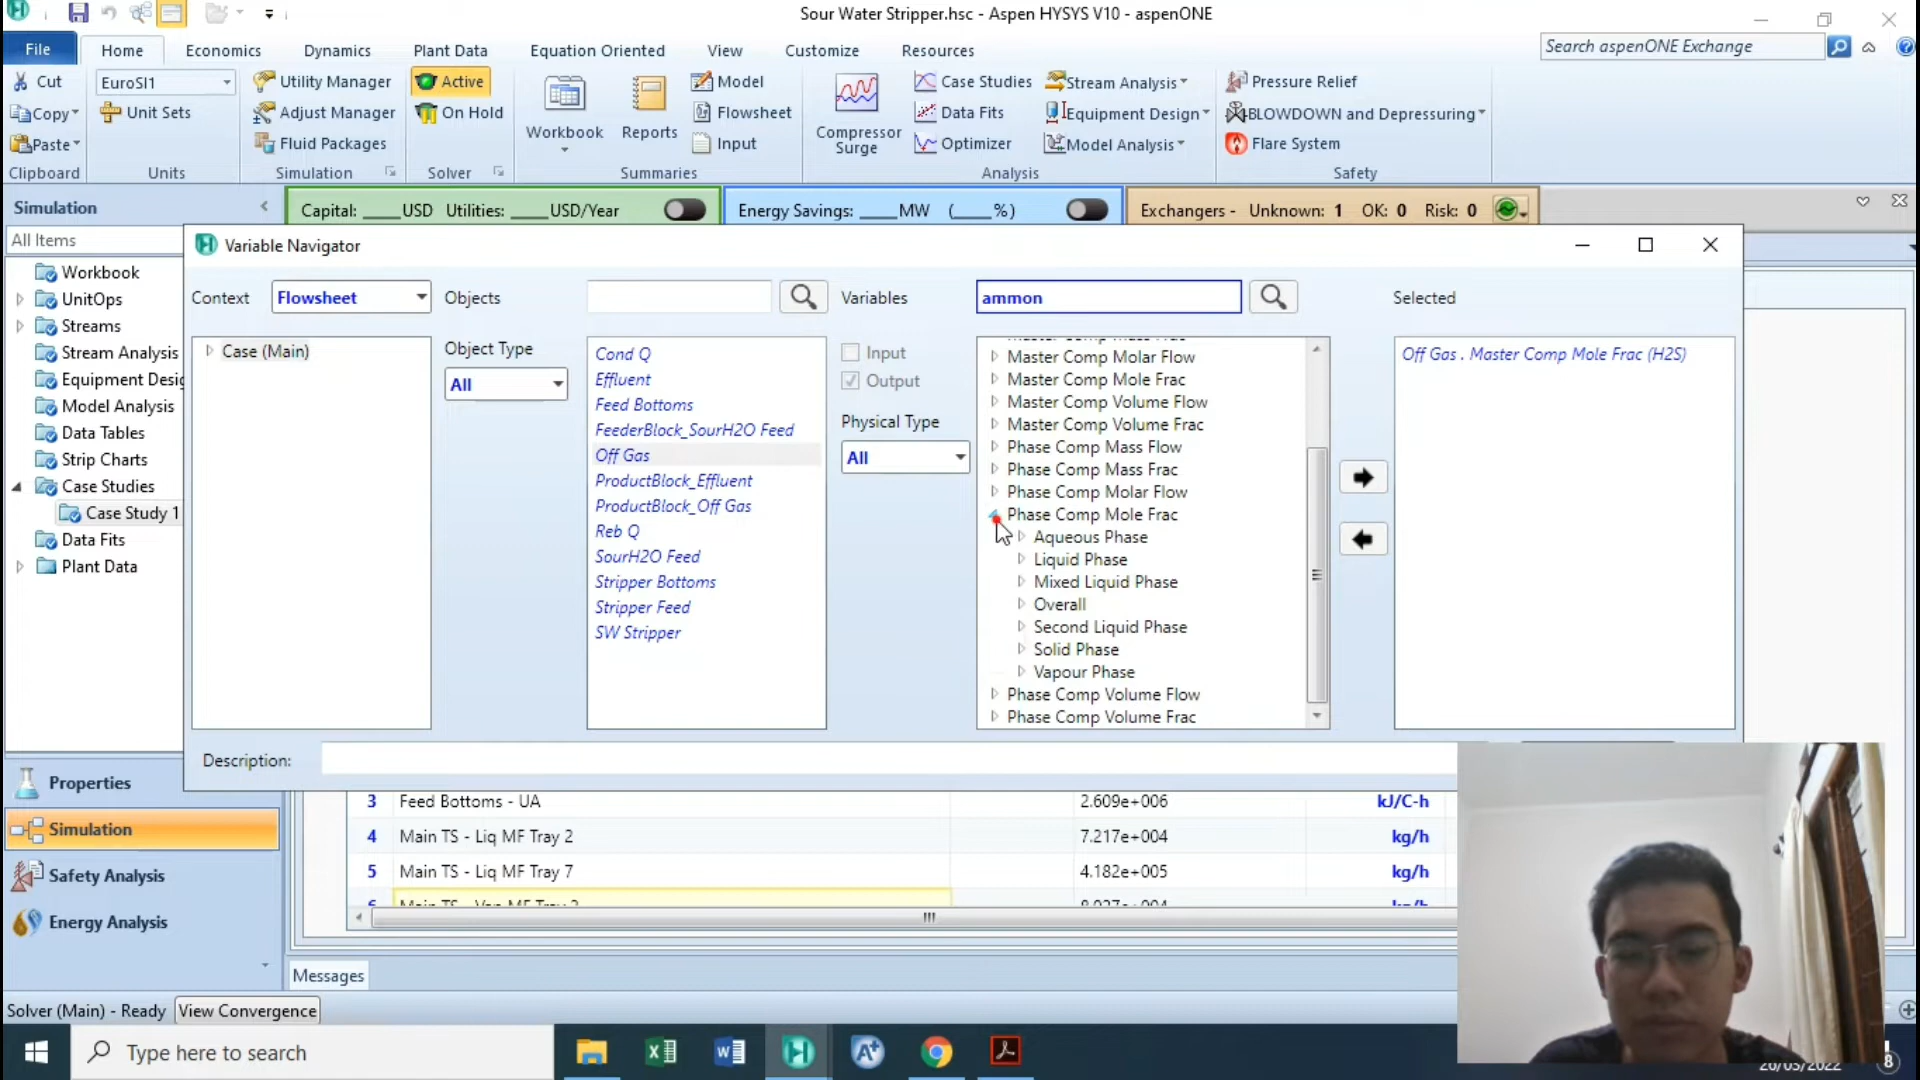 Sour Water Stripper.hsc - Aspen HYSYS V10 - aspenONE
File Home Economics Dynamics Plant Data Equation Oriented View Customize Resources
Search aspenONE Exchange
Cut EuroSI1 Utility Manager Active Model Case Studies Stream Analysis Pressure Relief
Copy Unit Sets Adjust Manager On Hold Flowsheet Data Fits Equipment Design BLOWDOWN and Depressuring
Workbook Reports Compressor Surge
Paste Fluid Packages Input Optimizer Model Analysis Flare System
Clipboard Units Simulation Solver Summaries Analysis Safety
Simulation
Capital: ____USD Utilities: ____USD/Year
Energy Savings: ____MW (____%)
Exchangers - Unknown: 1 OK: 0 Risk: 0
All Items
Workbook
UnitOps
Streams
Stream Analysis
Equipment Desig
Model Analysis
Data Tables
Strip Charts
Case Studies
Case Study 1
Data Fits
Plant Data
Properties
Simulation
Safety Analysis
Energy Analysis
Variable Navigator
Context Flowsheet Objects Variables ammon Selected
Case (Main)
Object Type
All
Cond Q
Effluent
Feed Bottoms
FeederBlock_SourH2O Feed
Off Gas
ProductBlock_Effluent
ProductBlock_Off Gas
Reb Q
SourH2O Feed
Stripper Bottoms
Stripper Feed
SW Stripper
Input
Output
Physical Type
All
Master Comp Molar Flow
Master Comp Mole Frac
Master Comp Volume Flow
Master Comp Volume Frac
Phase Comp Mass Flow
Phase Comp Mass Frac
Phase Comp Molar Flow
Phase Comp Mole Frac
Aqueous Phase
Liquid Phase
Mixed Liquid Phase
Overall
Second Liquid Phase
Solid Phase
Vapour Phase
Phase Comp Volume Flow
Phase Comp Volume Frac
Off Gas . Master Comp Mole Frac (H2S)
Description:
3 Feed Bottoms - UA 2.609e+006 kJ/C-h
4 Main TS - Liq MF Tray 2 7.217e+004 kg/h
5 Main TS - Liq MF Tray 7 4.182e+005 kg/h
Messages
Solver (Main) - Ready View Convergence
Type here to search